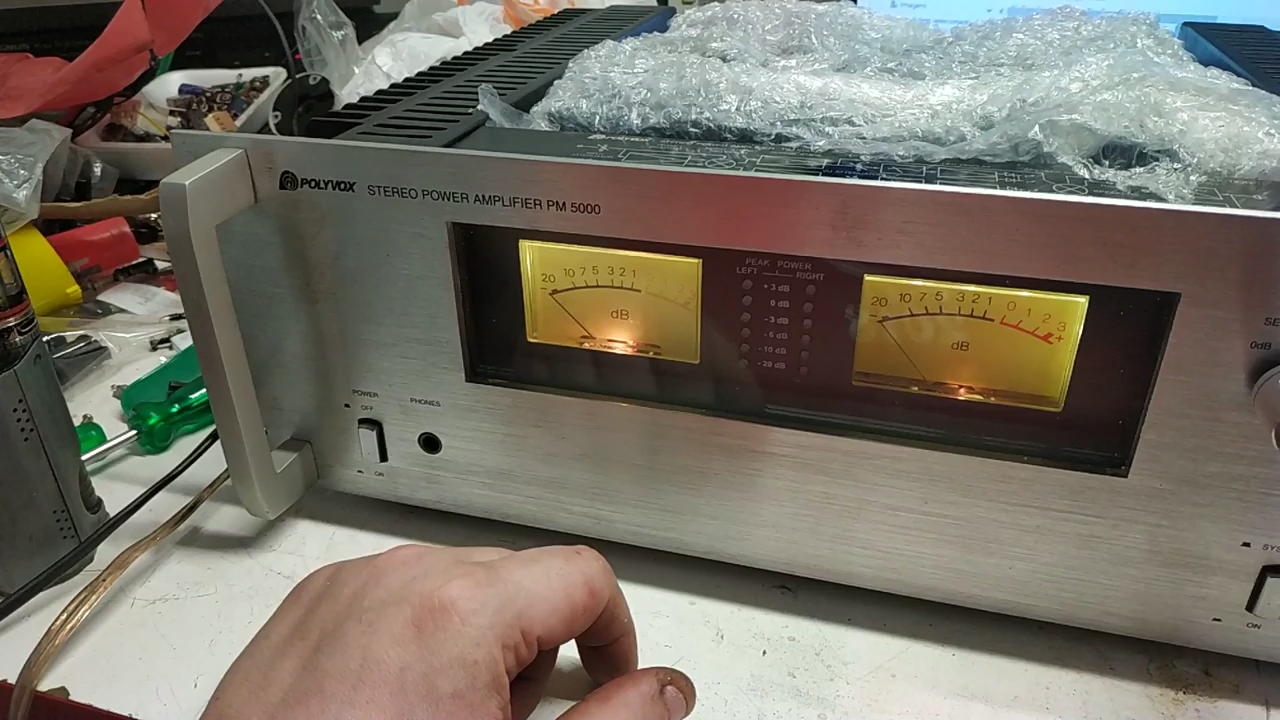 POLYVOX STEREO POWER AMPLIFIER PM 5000
20 10 7 5 3 2 1
dB
PEAK POWER
LEFT RIGHT
+3 dB
0 dB
-3 dB
-6 dB
-10 dB
-20 dB
20 10 7 5 3 2 1 0 1 2 3
+
dB
0dB
POWER
OFF
ON
PHONES
ON